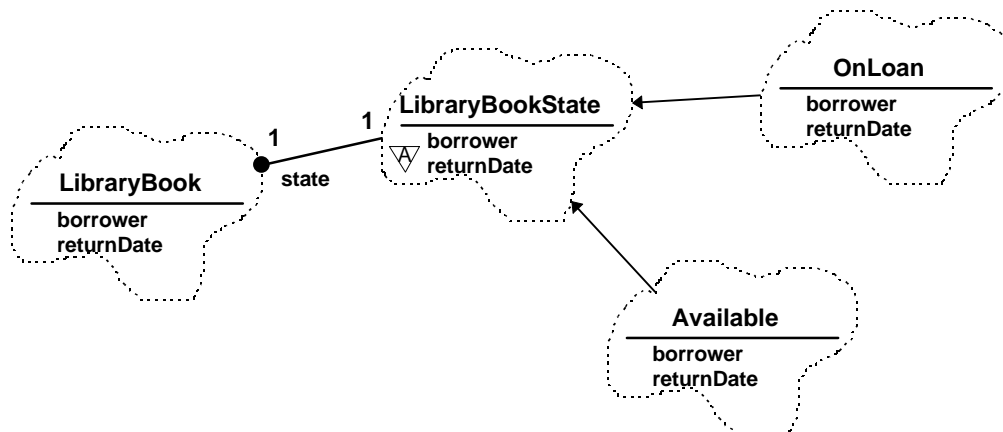 OnLoan
borrower
returnDate
LibraryBookState
A
borrower
returnDate
1
1
state
LibraryBook
borrower
returnDate
Available
borrower
returnDate